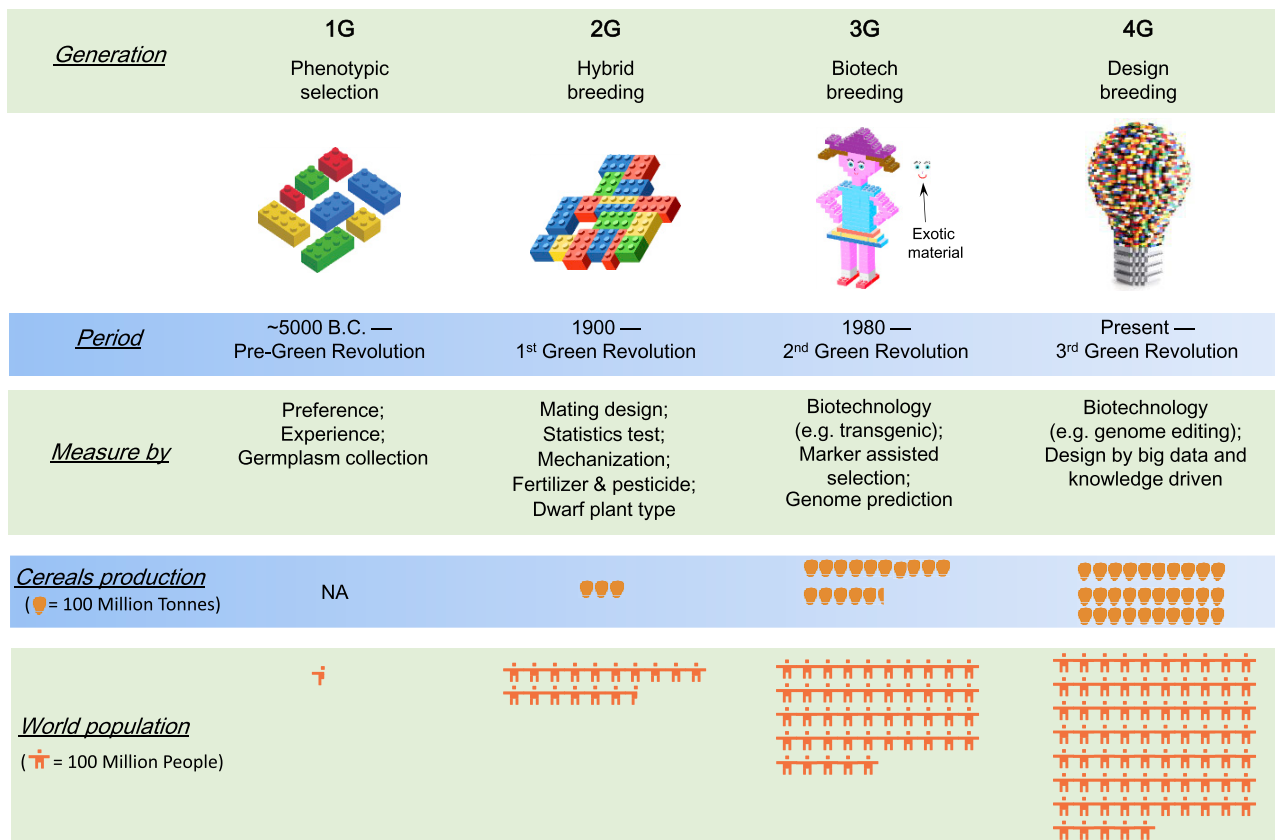 Generation
1G
Phenotypic
selection
2G
Hybrid
breeding
3G
Biotech
breeding
4G
Design
breeding
Exotic
material
Period
~5000 B.C. —
Pre-Green Revolution
1900 —
1st Green Revolution
1980 —
2nd Green Revolution
Present —
3rd Green Revolution
Measure by
Preference;
Experience;
Germplasm collection
Mating design;
Statistics test;
Mechanization;
Fertilizer & pesticide;
Dwarf plant type
Biotechnology
(e.g. transgenic);
Marker assisted
selection;
Genome prediction
Biotechnology
(e.g. genome editing);
Design by big data and
knowledge driven
Cereals production
( = 100 Million Tonnes)
NA
World population
( = 100 Million People)